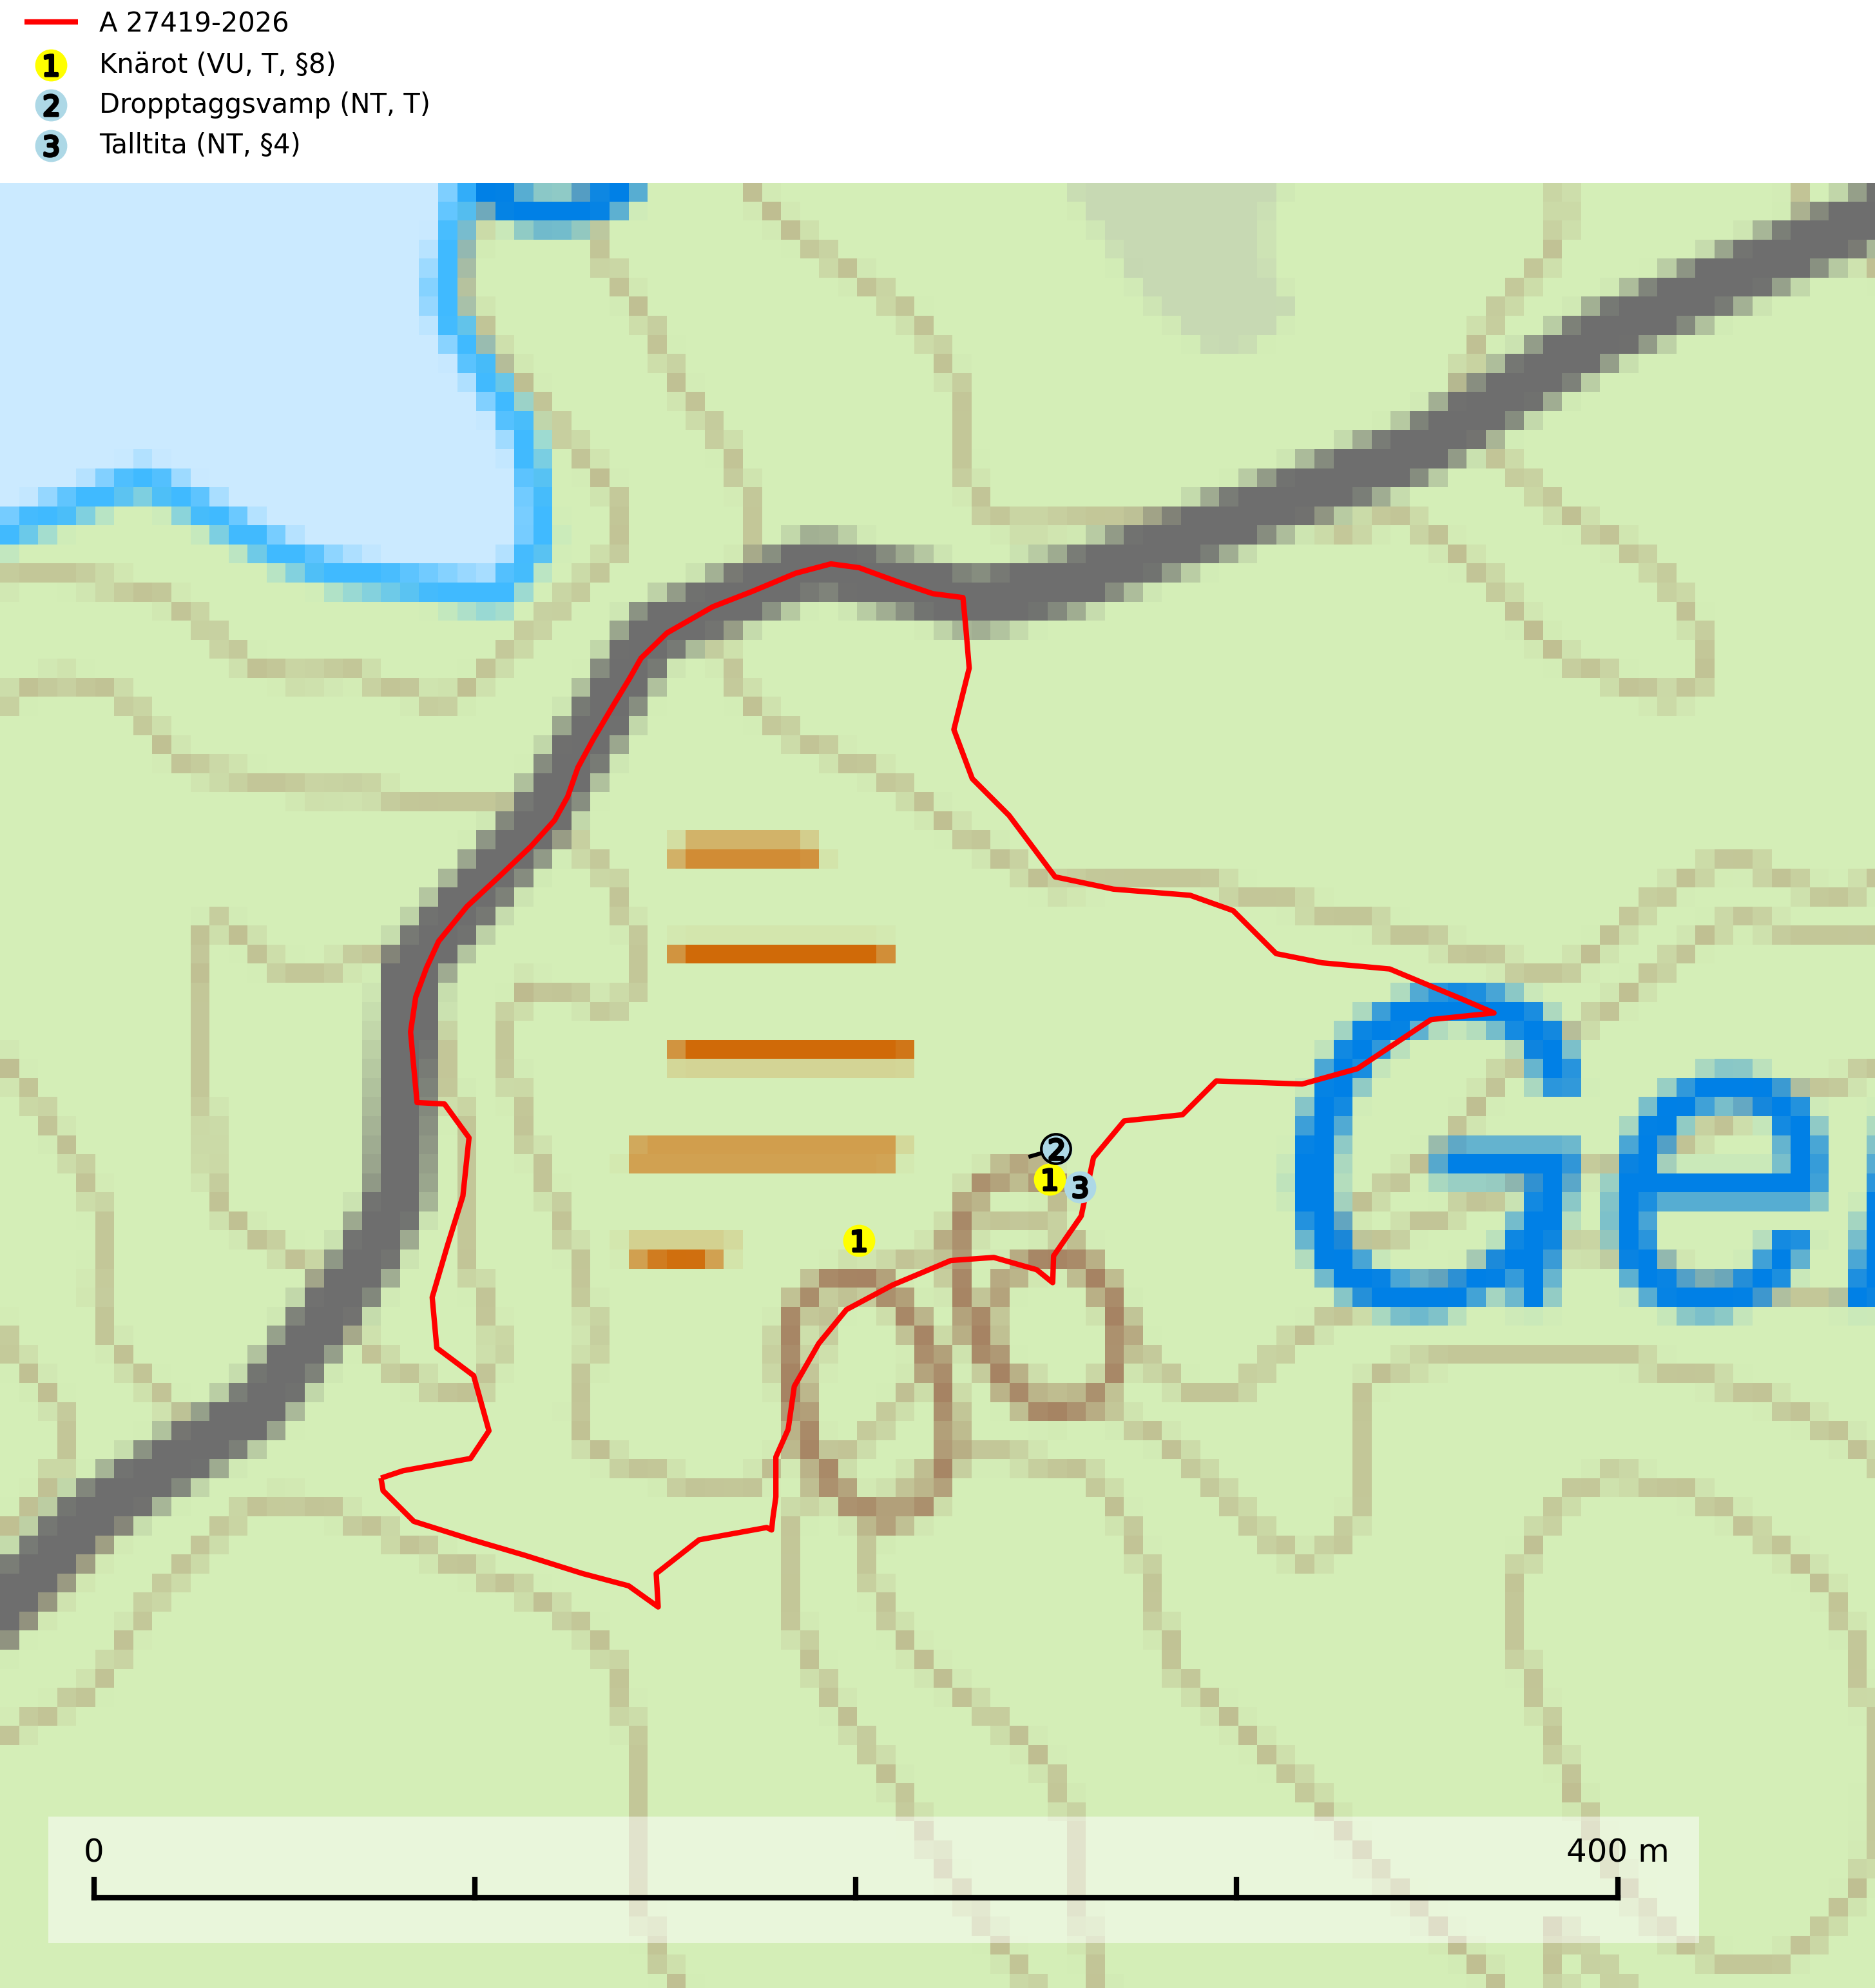 A 27419-2026
1 Knärot (VU, T, §8)
2 Dropptaggsvamp (NT, T)
3 Talltita (NT, §4)
Ge
2
1 3
1
0 400 m